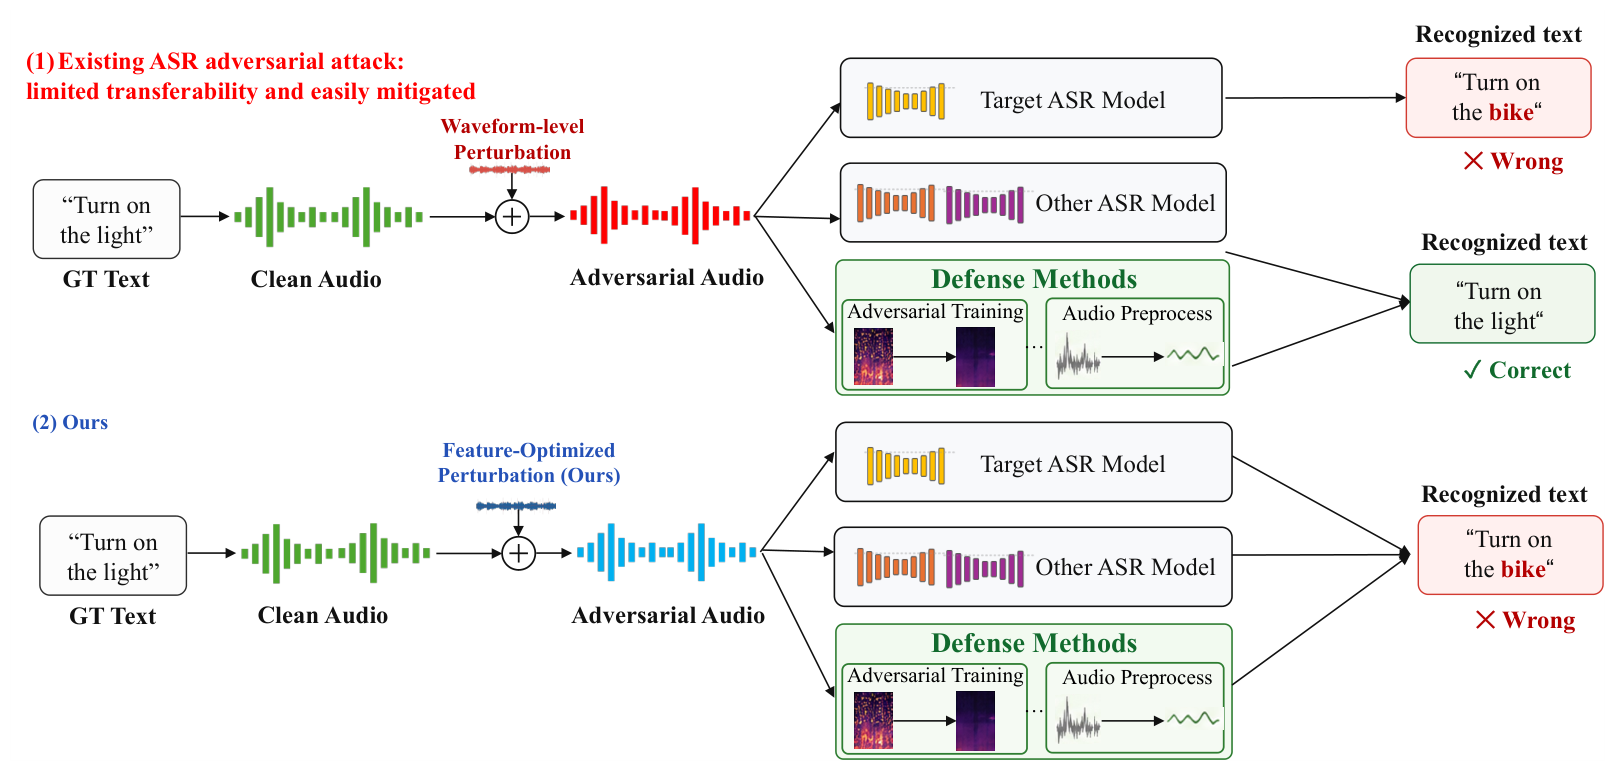 (1) Existing ASR adversarial attack:
limited transferability and easily mitigated
Waveform-level
Perturbation
“Turn on
the light”
GT Text
Clean Audio
Adversarial Audio
Target ASR Model
Other ASR Model
Defense Methods
Adversarial Training
...
Audio Preprocess
Recognized text
“Turn on
the bike“
Wrong
Recognized text
“Turn on
the light“
Correct
(2) Ours
Feature-Optimized
Perturbation (Ours)
“Turn on
the light”
GT Text
Clean Audio
Adversarial Audio
Target ASR Model
Other ASR Model
Defense Methods
Adversarial Training
...
Audio Preprocess
Recognized text
“Turn on
the bike“
Wrong